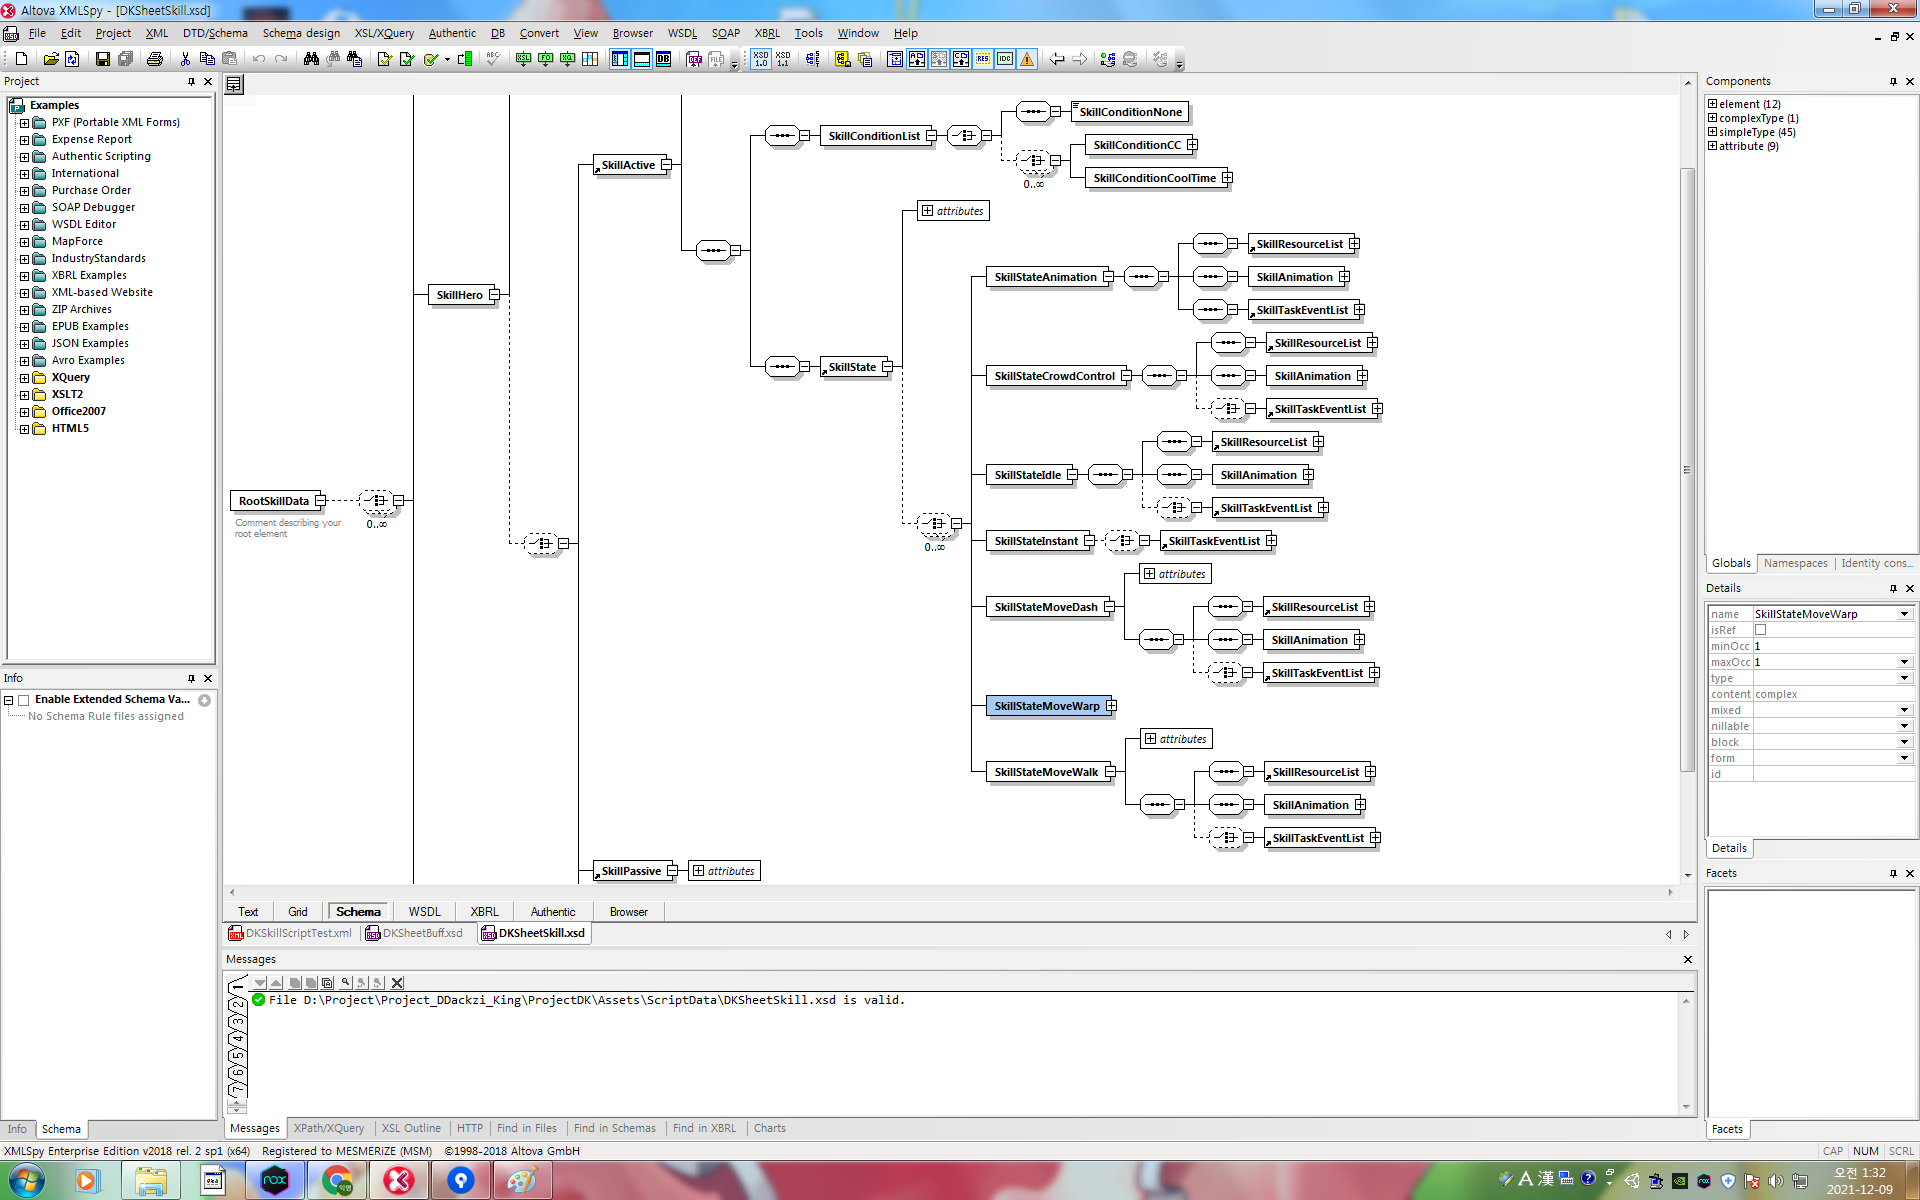 Altova XMLSpy - [DKSheetSkill.xsd]
File Edit Project XML DTD/Schema Schema design XSL/XQuery Authentic DB Convert View Browser WSDL SOAP XBRL Tools Window Help
Project
Examples
PXF (Portable XML Forms)
Expense Report
Authentic Scripting
International
Purchase Order
SOAP Debugger
WSDL Editor
MapForce
IndustryStandards
XBRL Examples
XML-based Website
ZIP Archives
EPUB Examples
JSON Examples
Avro Examples
XQuery
XSLT2
Office2007
HTML5
Info
Enable Extended Schema Va...
No Schema Rule files assigned
Info Schema
RootSkillData
0..∞
Comment describing your
root element
SkillHero
SkillActive
SkillConditionList
SkillConditionNone
SkillConditionCC
0..∞
SkillConditionCoolTime
attributes
SkillState
0..∞
SkillStateAnimation
SkillResourceList
SkillAnimation
SkillTaskEventList
SkillStateCrowdControl
SkillResourceList
SkillAnimation
SkillTaskEventList
SkillStateIdle
SkillResourceList
SkillAnimation
SkillTaskEventList
SkillStateInstant
SkillTaskEventList
SkillStateMoveDash
attributes
SkillResourceList
SkillAnimation
SkillTaskEventList
SkillStateMoveWarp
SkillStateMoveWalk
attributes
SkillResourceList
SkillAnimation
SkillTaskEventList
SkillPassive
attributes
Text Grid Schema WSDL XBRL Authentic Browser
DKSkillScriptTest.xml DKSheetBuff.xsd DKSheetSkill.xsd
Messages
File D:\Project\Project_DDackzi_King\ProjectDK\Assets\ScriptData\DKSheetSkill.xsd is valid.
1
2
3
4
5
6
7
Messages XPath/XQuery XSL Outline HTTP Find in Files Find in Schemas Find in XBRL Charts
Components
element (12)
complexType (1)
simpleType (45)
attribute (9)
Globals Namespaces Identity cons...
Details
name SkillStateMoveWarp
isRef
minOcc 1
maxOcc 1
type
content complex
mixed
nillable
block
form
id
Details
Facets
Facets
XMLSpy Enterprise Edition v2018 rel. 2 sp1 (x64) Registered to MESMERiZE (MSM) ©1998-2018 Altova GmbH
CAP NUM SCRL
nox
A 漢
오전 1:32
2021-12-09